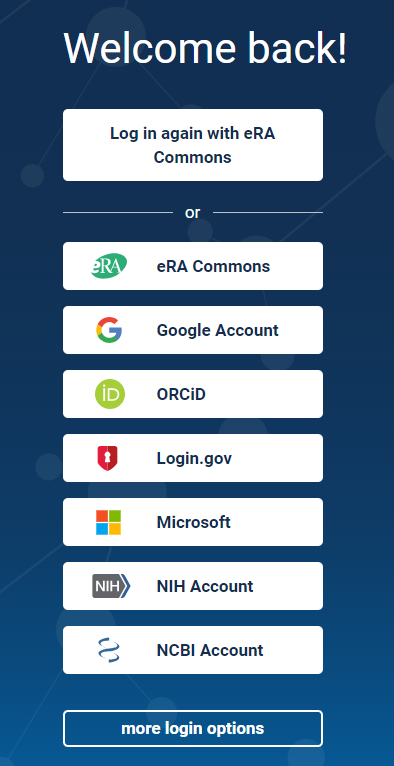 Welcome back!
Log in again with eRA
Commons
or
eRA eRA Commons
Google Account
iD ORCiD
Login.gov
Microsoft
NIH NIH Account
NCBI Account
more login options